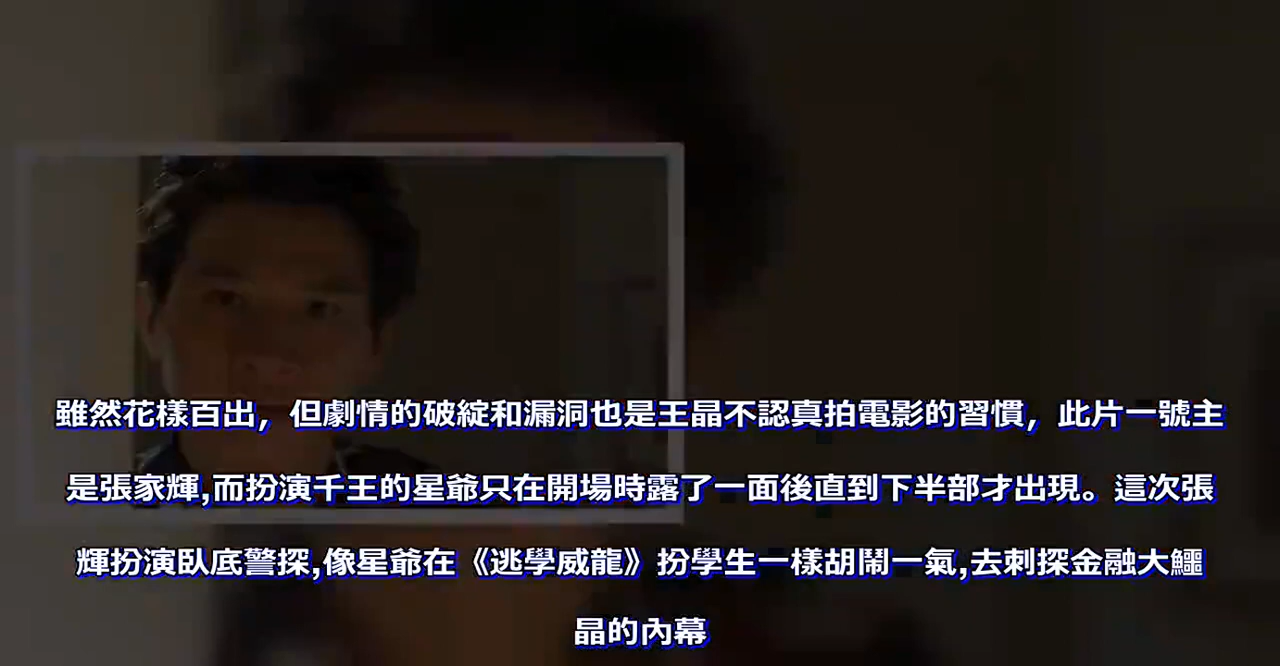 雖然花樣百出，但劇情的破綻和漏洞也是王晶不認真拍電影的習慣，此片一號主
是張家輝,而扮演千王的星爺只在開場時露了一面後直到下半部才出現。這次張
輝扮演臥底警探,像星爺在《逃學威龍》扮學生一樣胡鬧一氣,去刺探金融大鱷
晶的內幕